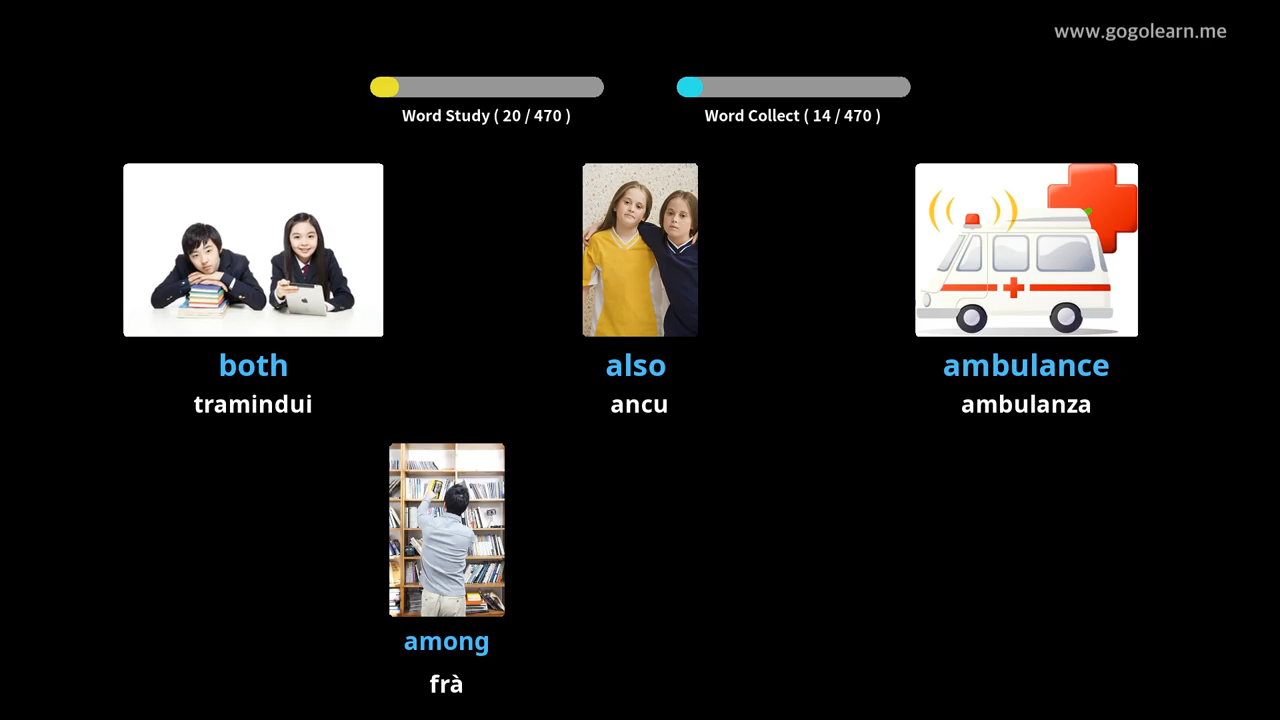 www.gogolearn.me
Word Study ( 20 / 470 )
Word Collect ( 14 / 470 )
both
tramindui
also
ancu
ambulance
ambulanza
among
frà